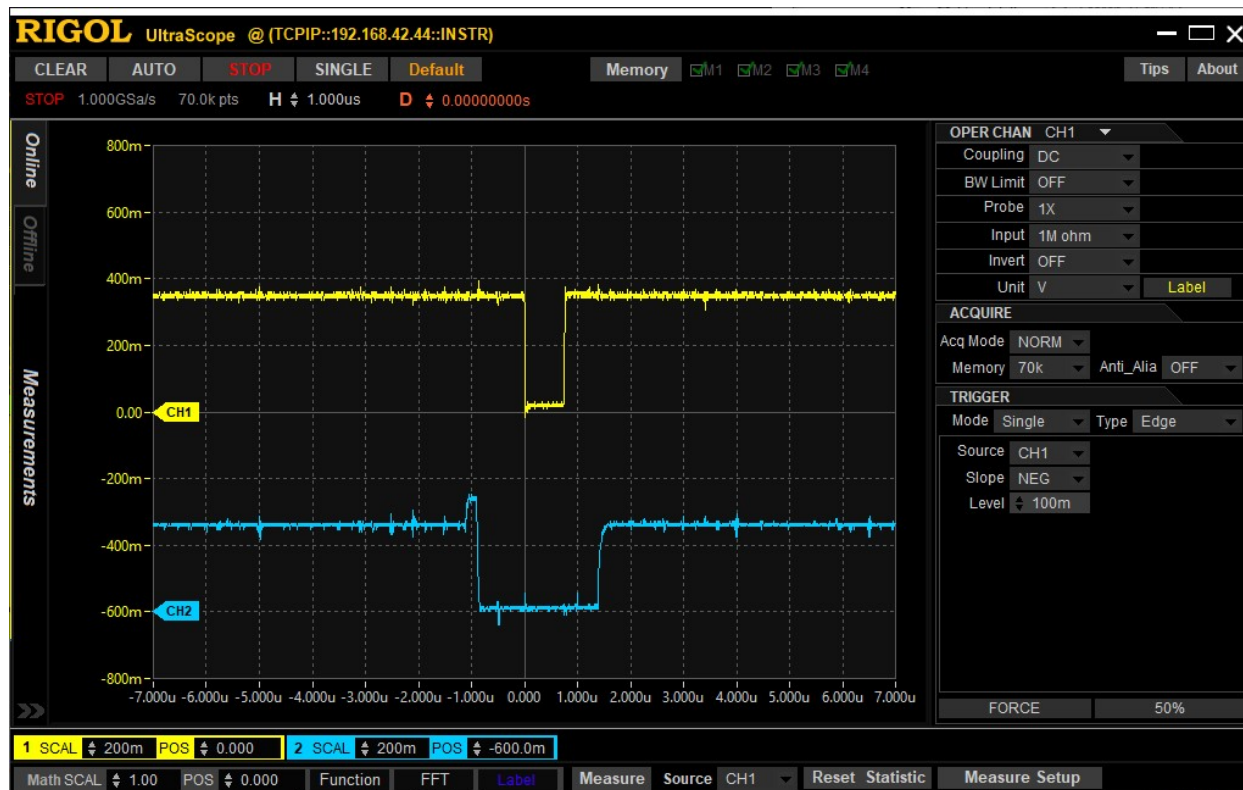 RIGOL UltraScope @ (TCPIP::192.168.42.44::INSTR)
CLEAR AUTO STOP SINGLE Default Memory M1 M2 M3 M4 Tips About
STOP 1.000GSa/s 70.0k pts H 1.000us D 0.00000000s
Online
Offline
Measurements
800m
600m
400m
200m
0.00 CH1
-200m
-400m
-600m CH2
-800m
-7.000u -6.000u -5.000u -4.000u -3.000u -2.000u -1.000u 0.000 1.000u 2.000u 3.000u 4.000u 5.000u 6.000u 7.000u
OPER CHAN CH1
Coupling DC
BW Limit OFF
Probe 1X
Input 1M ohm
Invert OFF
Unit V Label
ACQUIRE
Acq Mode NORM
Memory 70k Anti_Alia OFF
TRIGGER
Mode Single Type Edge
Source CH1
Slope NEG
Level 100m
FORCE 50%
1 SCAL 200m POS 0.000 2 SCAL 200m POS -600.0m
Math SCAL 1.00 POS 0.000 Function FFT Label Measure Source CH1 Reset Statistic Measure Setup